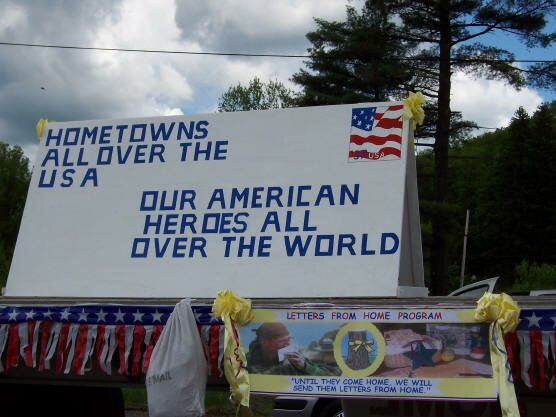 HOMETOWNS
ALL OVER THE
USA
37 USA
OUR AMERICAN
HEROES ALL
OVER THE WORLD
LETTERS FROM HOME PROGRAM
"UNTIL THEY COME HOME, WE WILL
SEND THEM LETTERS FROM HOME."
MAIL